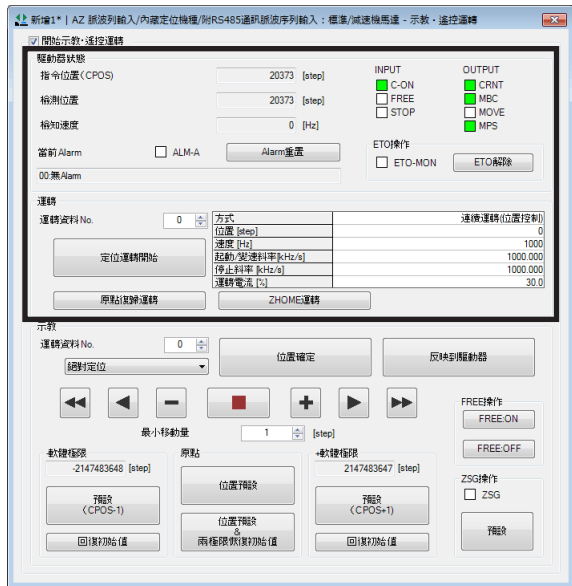 新增1* | AZ 脈波列輸入/內藏定位機種/附RS485通訊脈波序列輸入：標準/減速機馬達 - 示教、遙控運轉
開始示教、遙控運轉
驅動器狀態
指令位置(CPOS) 20373 [step]
檢測位置 20373 [step]
檢知速度 0 [Hz]
INPUT
C-ON
FREE
STOP
OUTPUT
CRNT
MBC
MOVE
MPS
當前Alarm ALM-A Alarm重置
00:無Alarm
ETO操作
ETO-MON ETO解除
運轉
運轉資料No. 0
定位運轉開始
方式 連續運轉(位置控制)
位置 [step] 0
速度 [Hz] 1000
起動/變速斜率[kHz/s] 1000.000
停止斜率 [kHz/s] 1000.000
運轉電流 [%] 30.0
原點復歸運轉 ZHOME運轉
示教
運轉資料No. 0
絕對定位
位置確定 反映到驅動器
最小移動量 1 [step]
FREE操作
FREE:ON
FREE:OFF
-軟體極限
-2147483648 [step]
預設
(CPOS-1)
回復初始值
原點
位置預設
位置預設
&
兩極限恢復初始值
+軟體極限
2147483647 [step]
預設
(CPOS+1)
回復初始值
ZSG操作
ZSG
預設